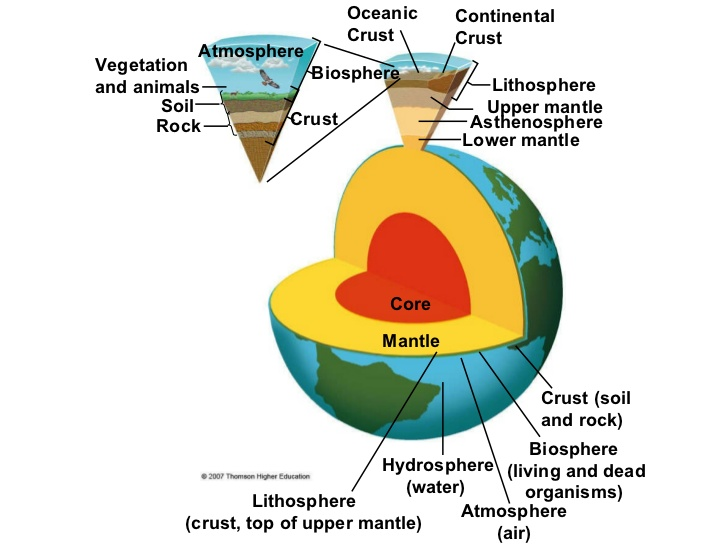 Oceanic
Crust
Continental
Crust
Atmosphere
Vegetation
and animals
Biosphere
Soil
Rock
Crust
Lithosphere
Upper mantle
Asthenosphere
Lower mantle
Core
Mantle
Crust (soil
and rock)
Biosphere
(living and dead
organisms)
Hydrosphere
(water)
Atmosphere
(air)
Lithosphere
(crust, top of upper mantle)
© 2007 Thomson Higher Education